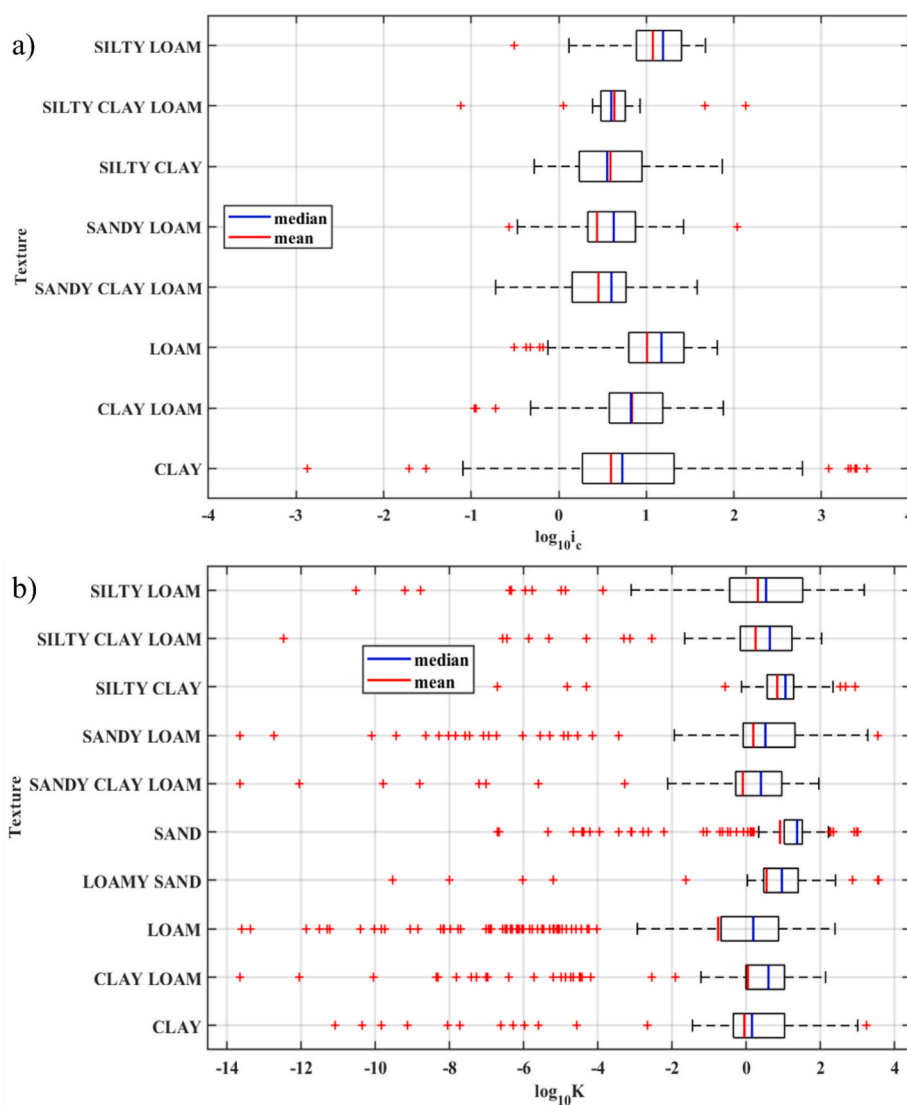 a)
SILTY LOAM
SILTY CLAY LOAM
SILTY CLAY
SANDY LOAM
SANDY CLAY LOAM
LOAM
CLAY LOAM
CLAY
Texture
median
mean
-4 -3 -2 -1 0 1 2 3 4
log10ic
b)
SILTY LOAM
SILTY CLAY LOAM
SILTY CLAY
SANDY LOAM
SANDY CLAY LOAM
SAND
LOAMY SAND
LOAM
CLAY LOAM
CLAY
Texture
median
mean
-14 -12 -10 -8 -6 -4 -2 0 2 4
log10K